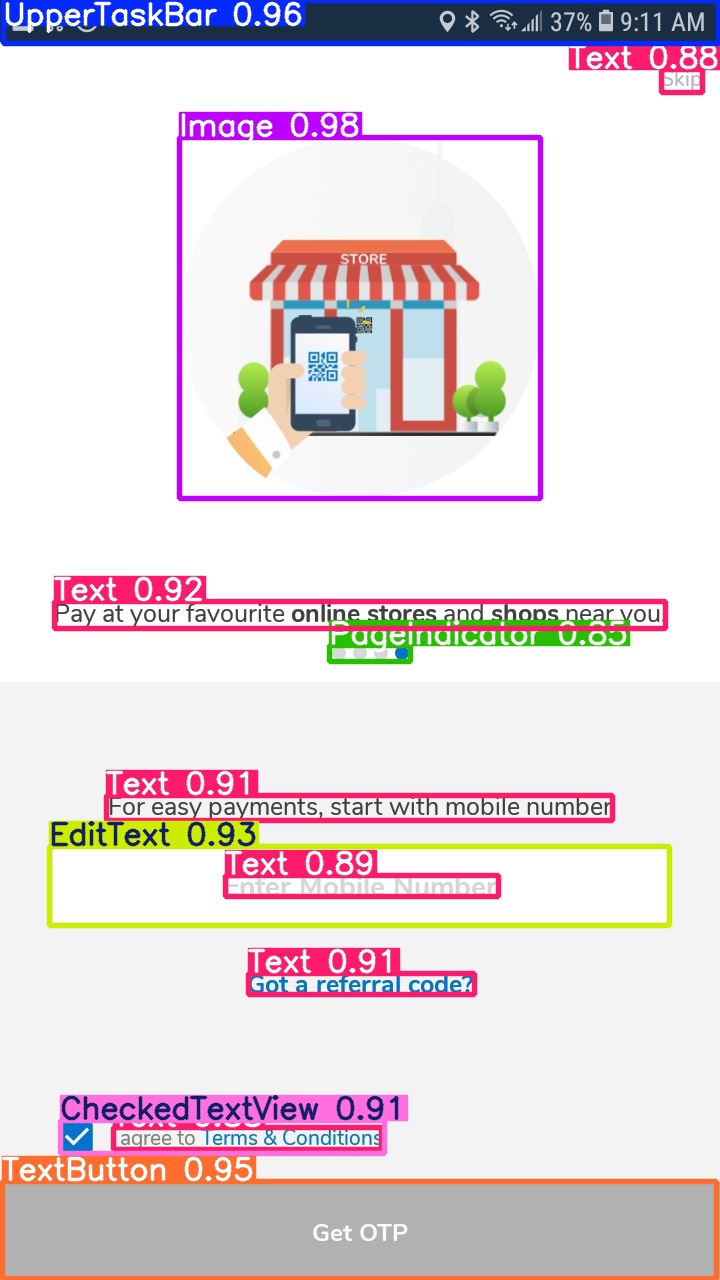 UpperTaskBar 0.96
37% 9:11 AM
Text 0.88
Skip
Image 0.98
STORE
Text 0.92
Pay at your favourite online stores and shops near you.
PageIndicator 0.85
Text 0.91
For easy payments, start with mobile number
EditText 0.93
Text 0.89
Enter Mobile Number
Text 0.91
Got a referral code?
CheckedTextView 0.91
agree to Terms & Conditions
TextButton 0.95
Get OTP